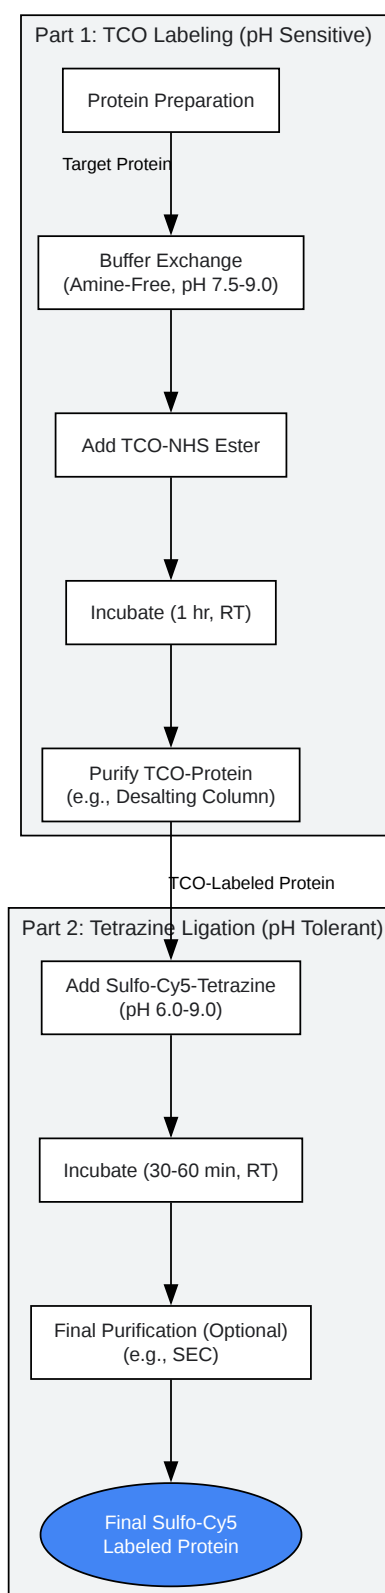 Part 1: TCO Labeling (pH Sensitive)
Protein Preparation
Target Protein
Buffer Exchange
(Amine-Free, pH 7.5-9.0)
Add TCO-NHS Ester
Incubate (1 hr, RT)
Purify TCO-Protein
(e.g., Desalting Column)
TCO-Labeled Protein
Part 2: Tetrazine Ligation (pH Tolerant)
Add Sulfo-Cy5-Tetrazine
(pH 6.0-9.0)
Incubate (30-60 min, RT)
Final Purification (Optional)
(e.g., SEC)
Final Sulfo-Cy5
Labeled Protein